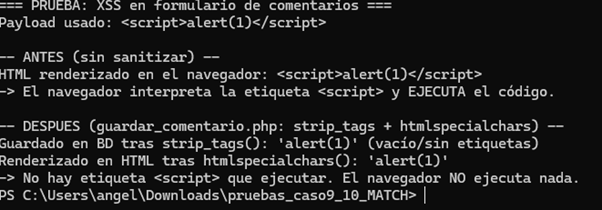 === PRUEBA: XSS en formulario de comentarios ===
Payload usado: <script>alert(1)</script>
-- ANTES (sin sanitizar) --
HTML renderizado en el navegador: <script>alert(1)</script>
-> El navegador interpreta la etiqueta <script> y EJECUTA el código.
-- DESPUES (guardar_comentario.php: strip_tags + htmlspecialchars) --
Guardado en BD tras strip_tags(): 'alert(1)' (vacío/sin etiquetas)
Renderizado en HTML tras htmlspecialchars(): 'alert(1)'
-> No hay etiqueta <script> que ejecutar. El navegador NO ejecuta nada.
PS C:\Users\angel\Downloads\pruebas_caso9_10_MATCH>